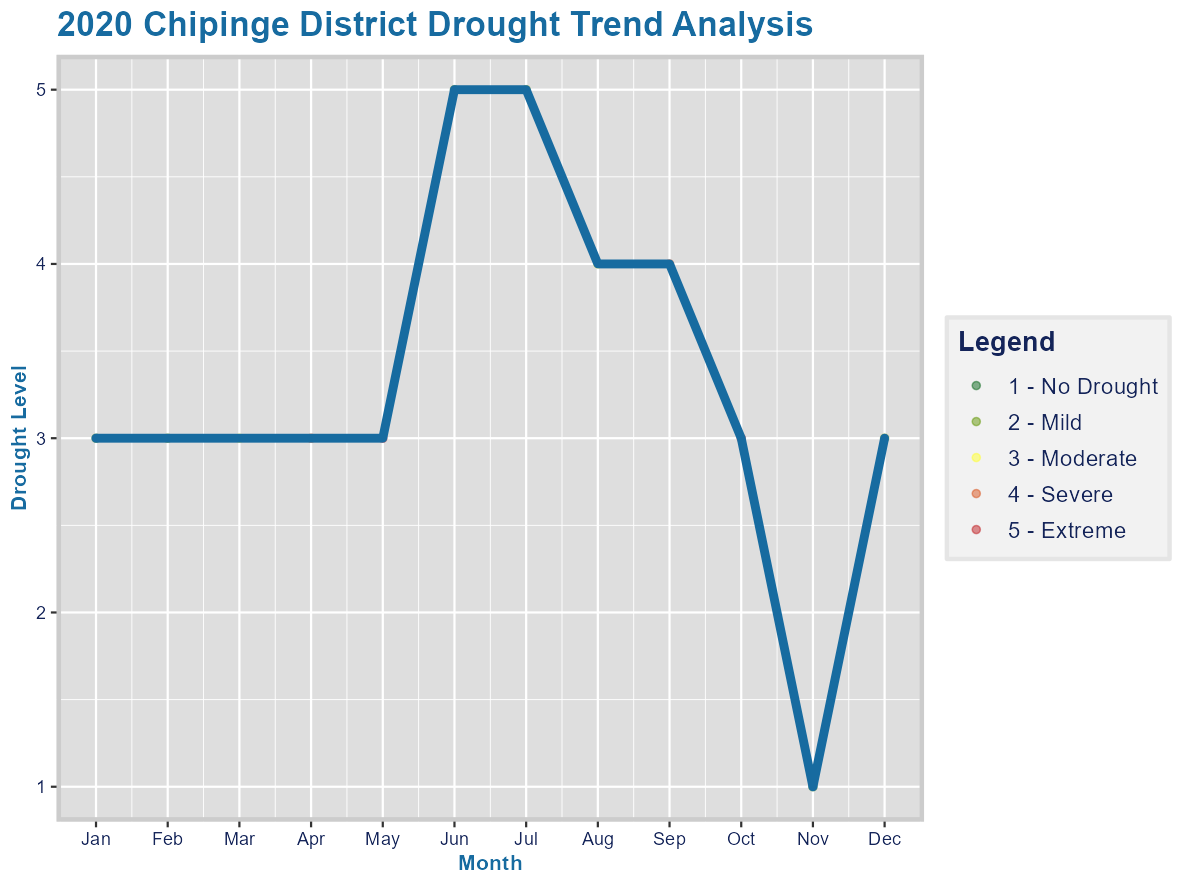 2020 Chipinge District Drought Trend Analysis
Drought Level
5
4
3
2
1
Jan Feb Mar Apr May Jun Jul Aug Sep Oct Nov Dec
Month
Legend
1 - No Drought
2 - Mild
3 - Moderate
4 - Severe
5 - Extreme